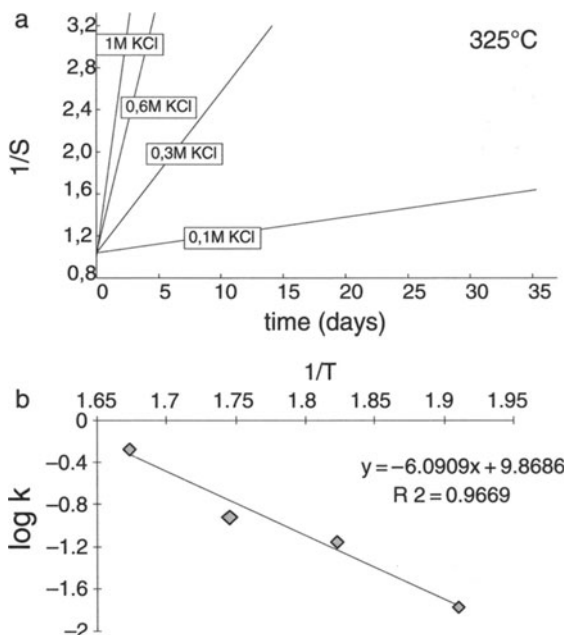 a
3,2
2,8
2,4
2,0
1,6
1,2
0,8
1/S
325°C
1M KCl
0,6M KCl
0,3M KCl
0,1M KCl
0 5 10 15 20 25 30 35
time (days)
1/T
b
1.65 1.7 1.75 1.8 1.85 1.9 1.95
0
−0.4
−0.8
−1.2
−1.6
−2
log k
y=−6.0909x+9.8686
R 2=0.9669